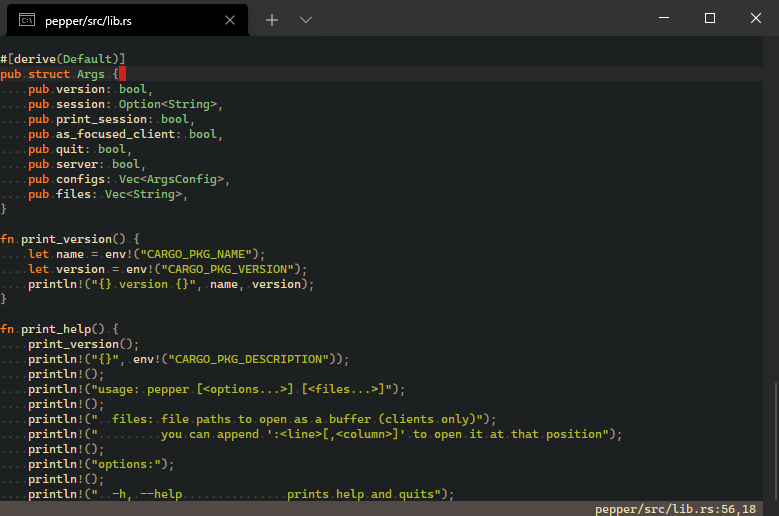 pepper/src/lib.rs
#[derive(Default)]
pub struct Args {
    pub version: bool,
    pub session: Option<String>,
    pub print_session: bool,
    pub as_focused_client: bool,
    pub quit: bool,
    pub server: bool,
    pub configs: Vec<ArgsConfig>,
    pub files: Vec<String>,
}
fn print_version() {
    let name = env!("CARGO_PKG_NAME");
    let version = env!("CARGO_PKG_VERSION");
    println!("{} version {}", name, version);
}
fn print_help() {
    print_version();
    println!("{}", env!("CARGO_PKG_DESCRIPTION"));
    println!();
    println!("usage: pepper [<options...>] [<files...>]");
    println!();
    println!("  files: file paths to open as a buffer (clients only)");
    println!("         you can append ':<line>[,<column>]' to open it at that position");
    println!();
    println!("options:");
    println!();
    println!("  -h, --help               prints help and quits");
pepper/src/lib.rs:56,18